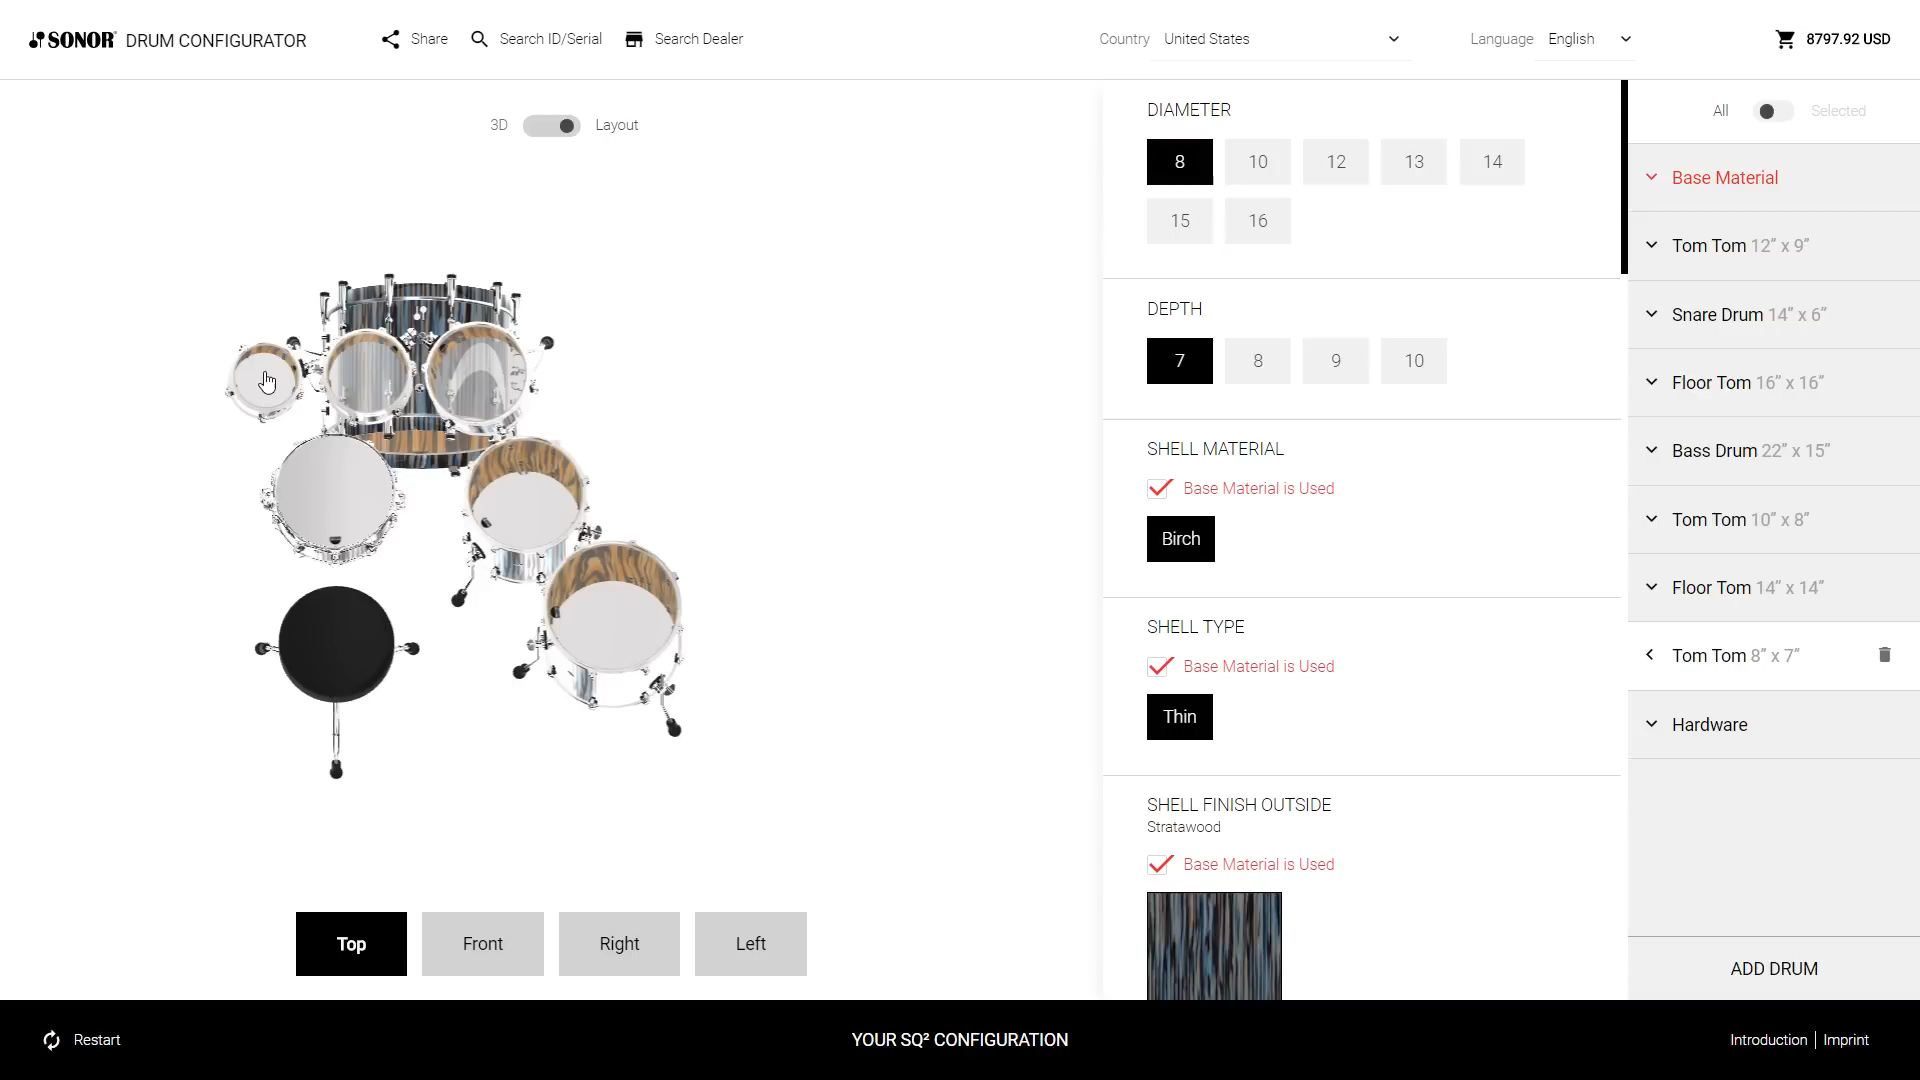 SONOR DRUM CONFIGURATOR
Share
Search ID/Serial
Search Dealer
Country United States
Language English
8797.92 USD
3D Layout
DIAMETER
8 10 12 13 14
15 16
DEPTH
7 8 9 10
SHELL MATERIAL
Base Material is Used
Birch
SHELL TYPE
Base Material is Used
Thin
SHELL FINISH OUTSIDE
Stratawood
Base Material is Used
All Selected
Base Material
Tom Tom 12” x 9”
Snare Drum 14” x 6”
Floor Tom 16” x 16”
Bass Drum 22” x 15”
Tom Tom 10” x 8”
Floor Tom 14” x 14”
Tom Tom 8” x 7”
Hardware
ADD DRUM
Top Front Right Left
Restart
YOUR SQ² CONFIGURATION
Introduction | Imprint